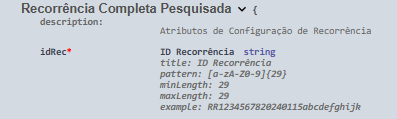 Recorrência Completa Pesquisada ⌄ {
description:
Atributos de Configuração de Recorrência
idRec* ID Recorrência string
title: ID Recorrência
pattern: [a-zA-Z0-9]{29}
minLength: 29
maxLength: 29
example: RR1234567820240115abcdefghijk